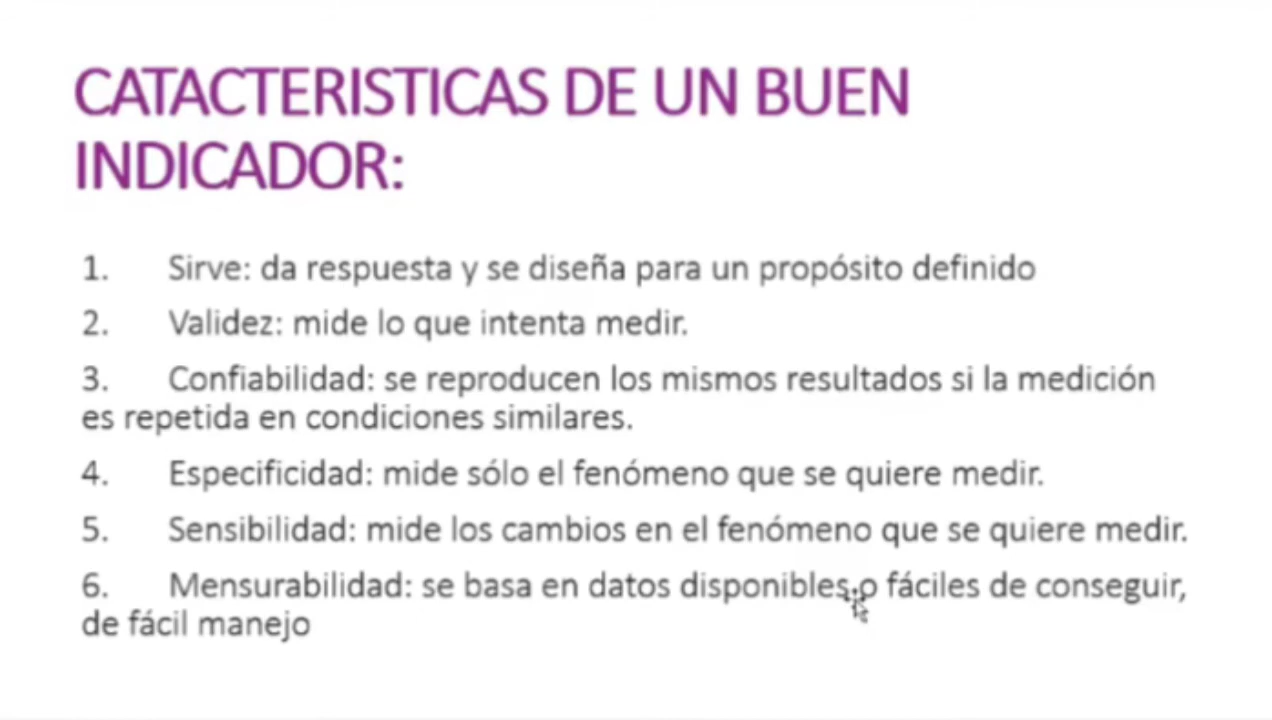 CATACTERISTICAS DE UN BUEN
INDICADOR:
1. Sirve: da respuesta y se diseña para un propósito definido
2. Validez: mide lo que intenta medir.
3. Confiabilidad: se reproducen los mismos resultados si la medición
es repetida en condiciones similares.
4. Especificidad: mide sólo el fenómeno que se quiere medir.
5. Sensibilidad: mide los cambios en el fenómeno que se quiere medir.
6. Mensurabilidad: se basa en datos disponibles o fáciles de conseguir,
de fácil manejo